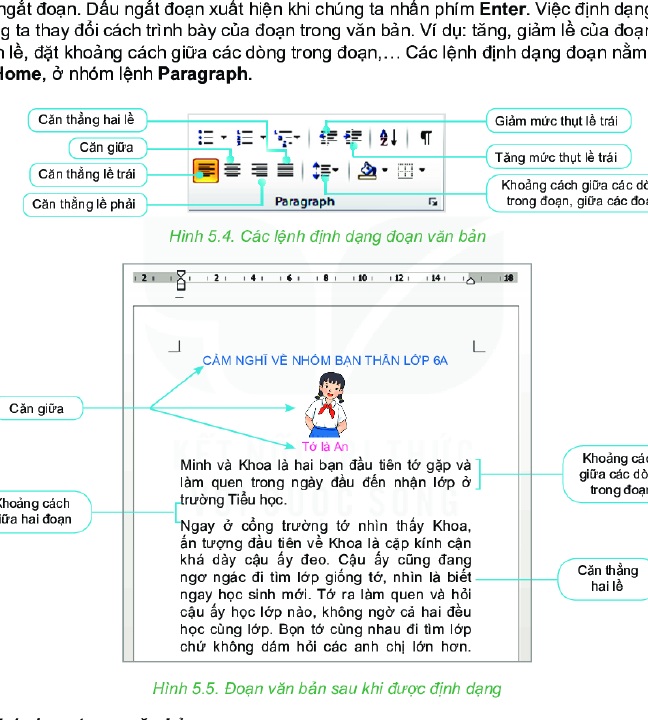 ngắt đoạn. Dấu ngắt đoạn xuất hiện khi chúng ta nhấn phím Enter. Việc định dạng
g ta thay đổi cách trình bày của đoạn trong văn bản. Ví dụ: tăng, giảm lề của đoạn
n lề, đặt khoảng cách giữa các dòng trong đoạn,... Các lệnh định dạng đoạn nằm
Home, ở nhóm lệnh Paragraph.
Căn thẳng hai lề
Căn giữa
Căn thẳng lề trái
Căn thẳng lề phải
Paragraph
Giảm mức thụt lề trái
Tăng mức thụt lề trái
Khoảng cách giữa các dò
trong đoạn, giữa các đoạ
Hình 5.4. Các lệnh định dạng đoạn văn bản
2 2 4 6 8 10 12 14 18
CẢM NGHĨ VỀ NHÓM BẠN THÂN LỚP 6A
Căn giữa
Tớ là An
Minh và Khoa là hai bạn đầu tiên tớ gặp và
làm quen trong ngày đầu đến nhận lớp ở
trường Tiểu học.
Khoảng các
giữa các dò
trong đoạn
Khoảng cách
giữa hai đoạn
Ngay ở cổng trường tớ nhìn thấy Khoa,
ấn tượng đầu tiên về Khoa là cặp kính cận
khá dày cậu ấy đeo. Cậu ấy cũng đang
ngơ ngác đi tìm lớp giống tớ, nhìn là biết
ngay học sinh mới. Tớ ra làm quen và hỏi
cậu ấy học lớp nào, không ngờ cả hai đều
học cùng lớp. Bọn tớ cùng nhau đi tìm lớp
chứ không dám hỏi các anh chị lớn hơn.
Căn thẳng
hai lề
Hình 5.5. Đoạn văn bản sau khi được định dạng